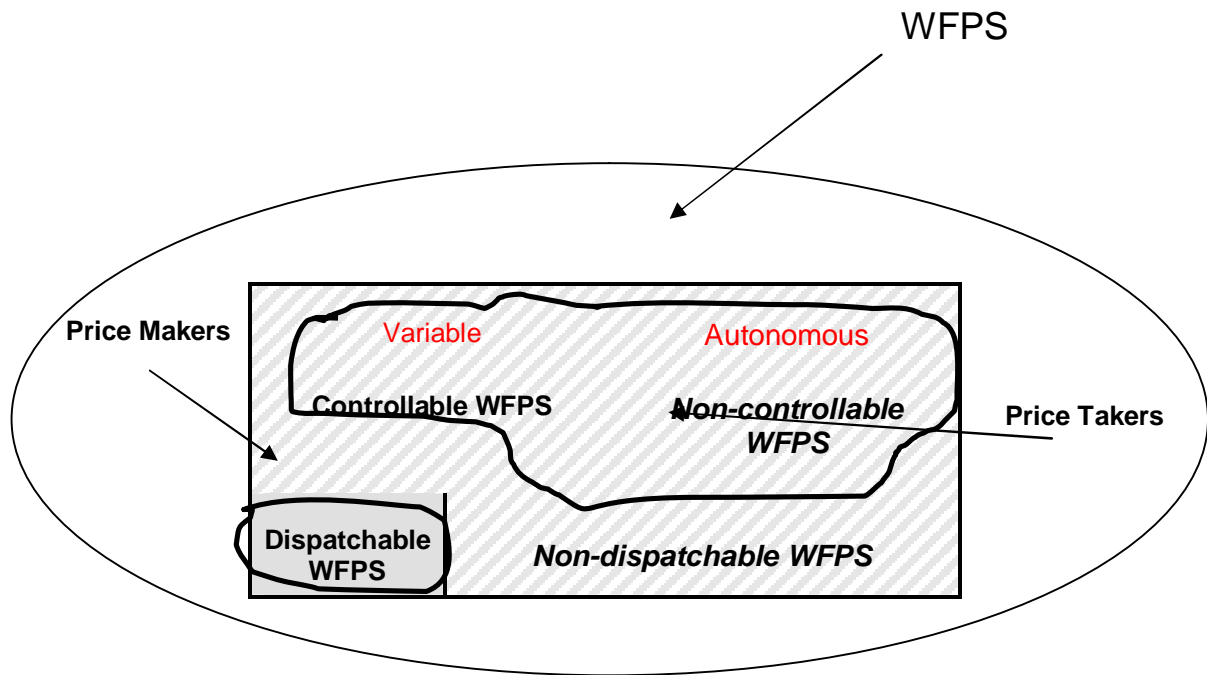 WFPS
Price Makers
Variable
Autonomous
Controllable WFPS
Non-controllable
WFPS
Price Takers
Dispatchable
WFPS
Non-dispatchable WFPS